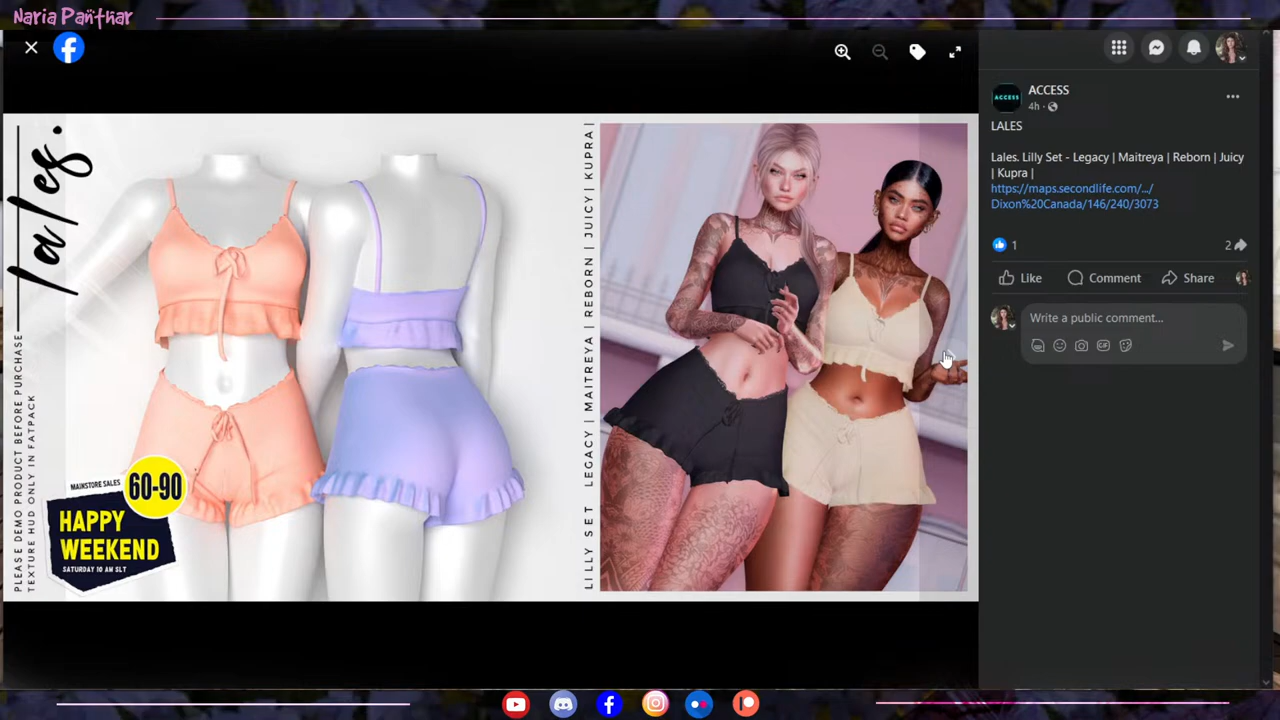 Naria Panthar
lales.
PLEASE DEMO PRODUCT BEFORE PURCHASE
TEXTURE HUD ONLY IN FATPACK
MAINSTORE SALES
60-90
HAPPY
WEEKEND
SATURDAY 10 AM SLT
LILLY SET LEGACY | MAITREYA | REBORN | JUICY | KUPRA |
ACCESS
ACCESS
4h
LALES
Lales. Lilly Set - Legacy | Maitreya | Reborn | Juicy
| Kupra |
https://maps.secondlife.com/.../
Dixon%20Canada/146/240/3073
1
2
Like
Comment
Share
Write a public comment…
GIF